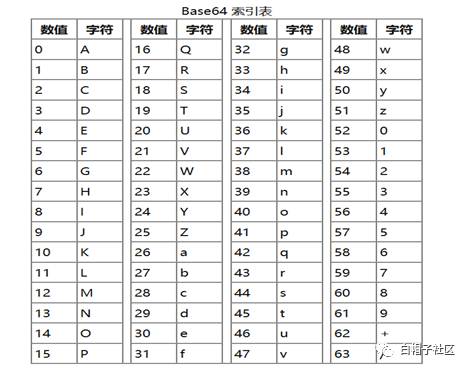 Base64 索引表
数值 字符 数值 字符 数值 字符 数值 字符
0 A 16 Q 32 g 48 w
1 B 17 R 33 h 49 x
2 C 18 S 34 i 50 y
3 D 19 T 35 j 51 z
4 E 20 U 36 k 52 0
5 F 21 V 37 l 53 1
6 G 22 W 38 m 54 2
7 H 23 X 39 n 55 3
8 I 24 Y 40 o 56 4
9 J 25 Z 41 p 57 5
10 K 26 a 42 q 58 6
11 L 27 b 43 r 59 7
12 M 28 c 44 s 60 8
13 N 29 d 45 t 61 9
14 O 30 e 46 u 62 +
15 P 31 f 47 v 63 /
白帽子社区